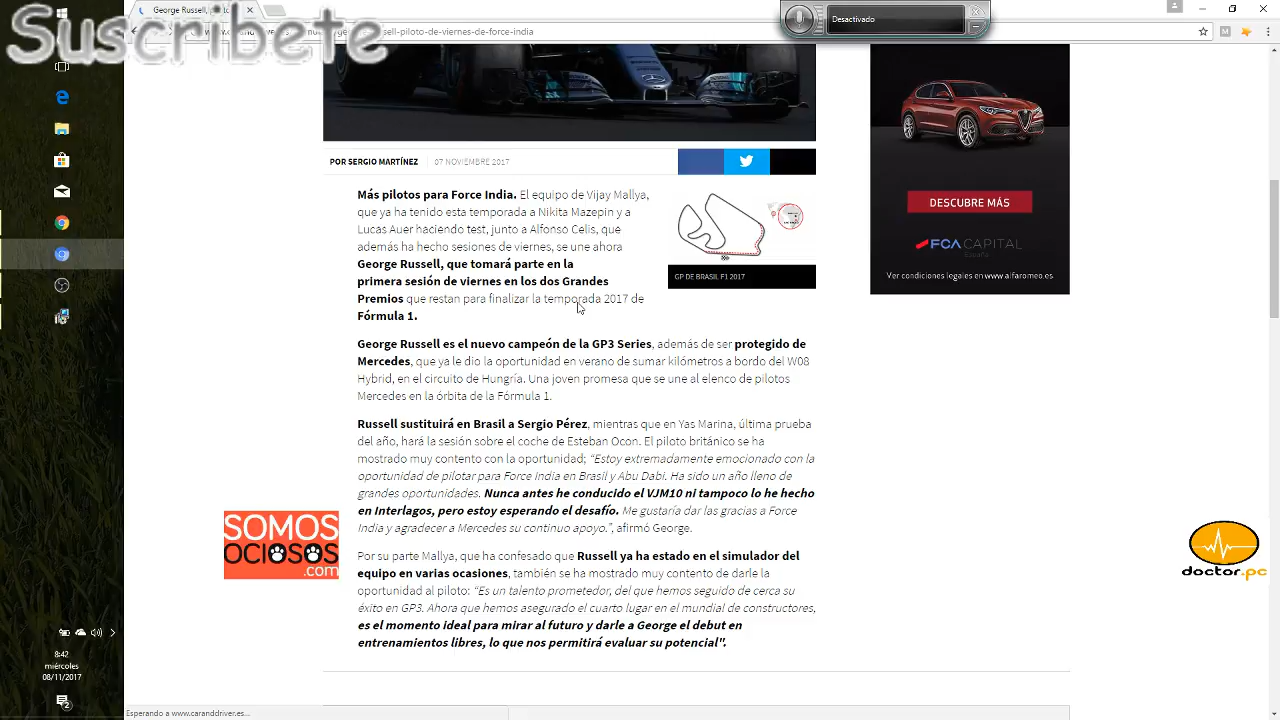 George Russell, piloto
Suscribete
sell-piloto-de-viernes-de-force-india
Desactivado
POR SERGIO MARTÍNEZ
07 NOVIEMBRE 2017
Más pilotos para Force India. El equipo de Vijay Mallya,
que ya ha tenido esta temporada a Nikita Mazepin y a
Lucas Auer haciendo test, junto a Alfonso Celis, que
además ha hecho sesiones de viernes, se une ahora
George Russell, que tomará parte en la
primera sesión de viernes en los dos Grandes
Premios que restan para finalizar la temporada 2017 de
Fórmula 1.
GP DE BRASIL F1 2017
George Russell es el nuevo campeón de la GP3 Series, además de ser protegido de
Mercedes, que ya le dio la oportunidad en verano de sumar kilómetros a bordo del W08
Hybrid, en el circuito de Hungría. Una joven promesa que se une al elenco de pilotos
Mercedes en la órbita de la Fórmula 1.
Russell sustituirá en Brasil a Sergio Pérez, mientras que en Yas Marina, última prueba
del año, hará la sesión sobre el coche de Esteban Ocon. El piloto británico se ha
mostrado muy contento con la oportunidad; “Estoy extremadamente emocionado con la
oportunidad de pilotar para Force India en Brasil y Abu Dabi. Ha sido un año lleno de
grandes oportunidades. Nunca antes he conducido el VJM10 ni tampoco lo he hecho
en Interlagos, pero estoy esperando el desafío. Me gustaría dar las gracias a Force
India y agradecer a Mercedes su continuo apoyo.”, afirmó George.
Por su parte Mallya, que ha confesado que Russell ya ha estado en el simulador del
equipo en varias ocasiones, también se ha mostrado muy contento de darle la
oportunidad al piloto: “Es un talento prometedor, del que hemos seguido de cerca su
éxito en GP3. Ahora que hemos asegurado el cuarto lugar en el mundial de constructores,
es el momento ideal para mirar al futuro y darle a George el debut en
entrenamientos libres, lo que nos permitirá evaluar su potencial".
DESCUBRE MÁS
FCA CAPITAL
España
Ver condiciones legales en www.alfaromeo.es
SOMOS
OCIOSOS
.com
doctor.pc
8:42
miércoles
08/11/2017
2
Esperando a www.caranddriver.es...